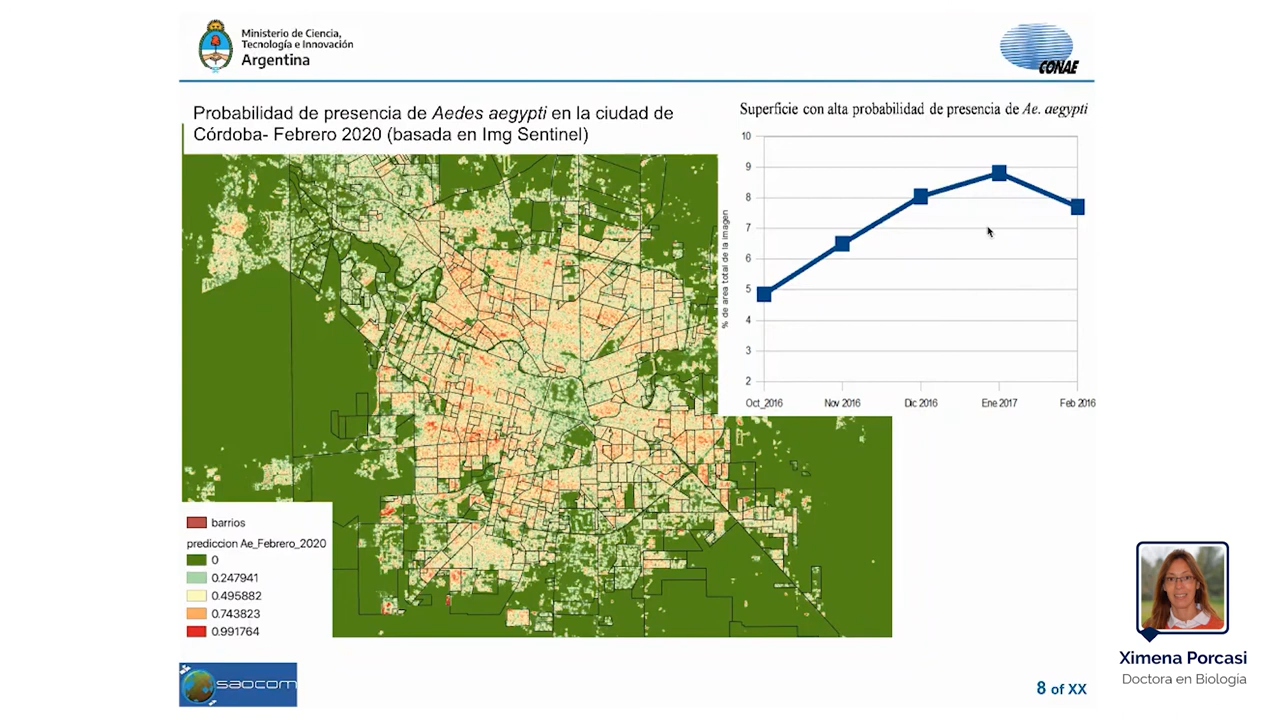 Ministerio de Ciencia,
Tecnología e Innovación
Argentina
CONAE
Probabilidad de presencia de Aedes aegypti en la ciudad de
Córdoba- Febrero 2020 (basada en Img Sentinel)
Superficie con alta probabilidad de presencia de Ae. aegypti
% de area total de la imagen
10
9
8
7
6
5
4
3
2
Oct_2016
Nov 2016
Dic 2016
Ene 2017
Feb 2016
barrios
prediccion Ae_Febrero_2020
0
0.247941
0.495882
0.743823
0.991764
saocom
8 of XX
Ximena Porcasi
Doctora en Biología